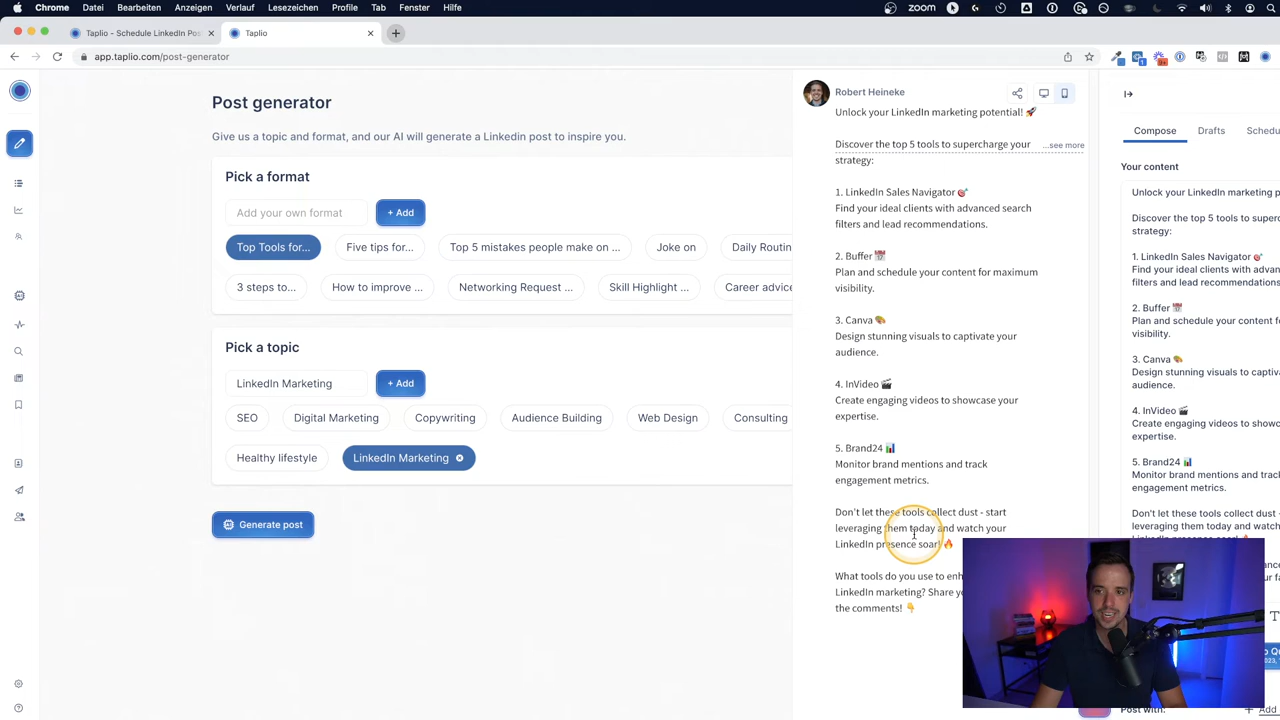 Chrome Datei Bearbeiten Anzeigen Verlauf Lesezeichen Profile Tab Fenster Hilfe zoom
Taplio - Schedule LinkedIn Pos
Taplio
app.taplio.com/post-generator
Post generator
Give us a topic and format, and our AI will generate a Linkedin post to inspire you.
Pick a format
Add your own format + Add
Top Tools for... Five tips for... Top 5 mistakes people make on ... Joke on Daily Routin
3 steps to... How to improve ... Networking Request ... Skill Highlight ... Career advice
Pick a topic
LinkedIn Marketing + Add
SEO Digital Marketing Copywriting Audience Building Web Design Consulting
Healthy lifestyle LinkedIn Marketing
Generate post
Robert Heineke
Unlock your LinkedIn marketing potential! 🚀
Discover the top 5 tools to supercharge your ...see more
strategy:
1. LinkedIn Sales Navigator 🎯
Find your ideal clients with advanced search
filters and lead recommendations.
2. Buffer 📅
Plan and schedule your content for maximum
visibility.
3. Canva 🎨
Design stunning visuals to captivate your
audience.
4. InVideo 🎬
Create engaging videos to showcase your
expertise.
5. Brand24 📊
Monitor brand mentions and track
engagement metrics.
Don't let these tools collect dust - start
leveraging them today and watch your
LinkedIn presence soar! 🔥
What tools do you use to enh
LinkedIn marketing? Share yo
the comments! 👇
Compose Drafts Schedu
Your content
Unlock your LinkedIn marketing p
Discover the top 5 tools to superc
strategy:
1. LinkedIn Sales Navigator 🎯
Find your ideal clients with advan
filters and lead recommendations.
2. Buffer 📅
Plan and schedule your content fo
visibility.
3. Canva 🎨
Design stunning visuals to captiva
audience.
4. InVideo 🎬
Create engaging videos to showc
expertise.
5. Brand24 📊
Monitor brand mentions and track
engagement metrics.
Don't let these tools collect dust -
leveraging them today and watch
Post with: + Add